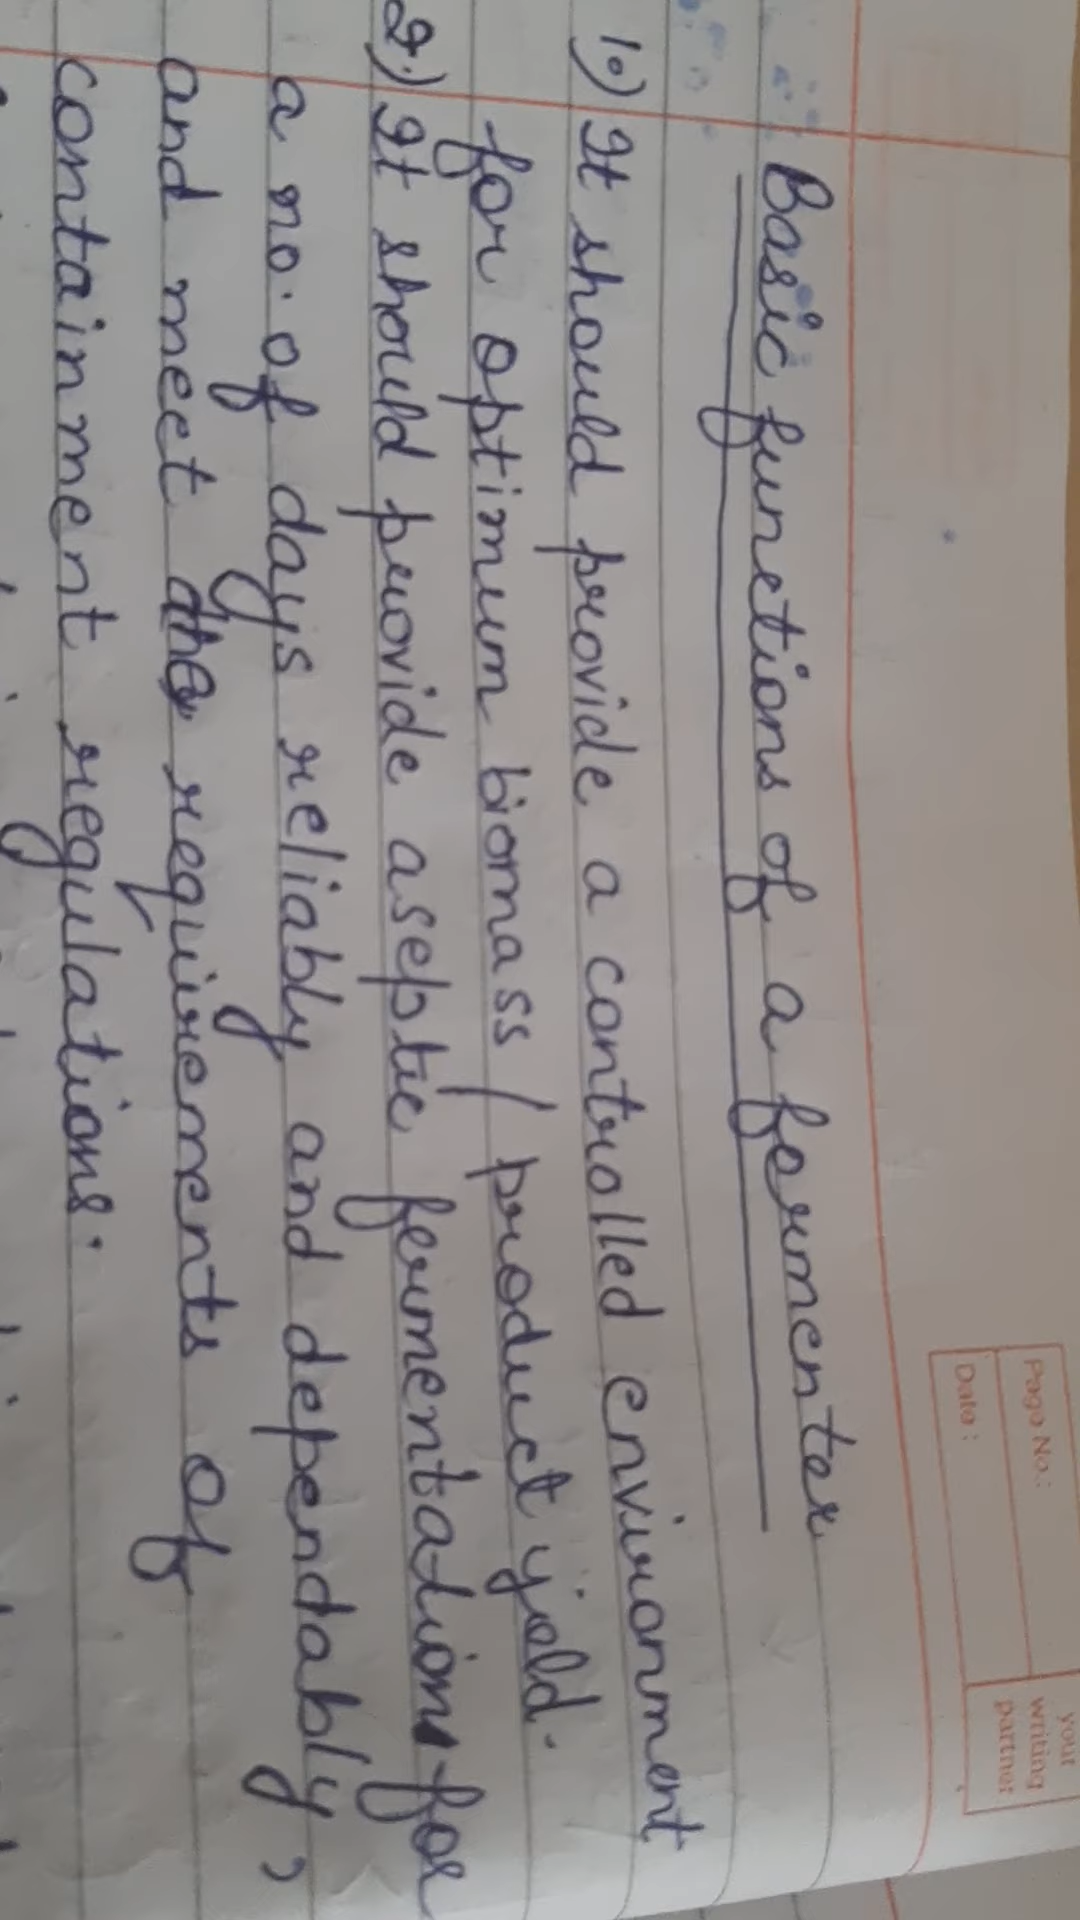 Page No.:
Date:
your
writing
partner
Basic functions of a fermenter
1.) It should provide a controlled environment
for optimum biomass / product yield.
2.) It should provide aseptic fermentation for
a no. of days reliably and dependably,
and meet the requirements of
containment regulations.